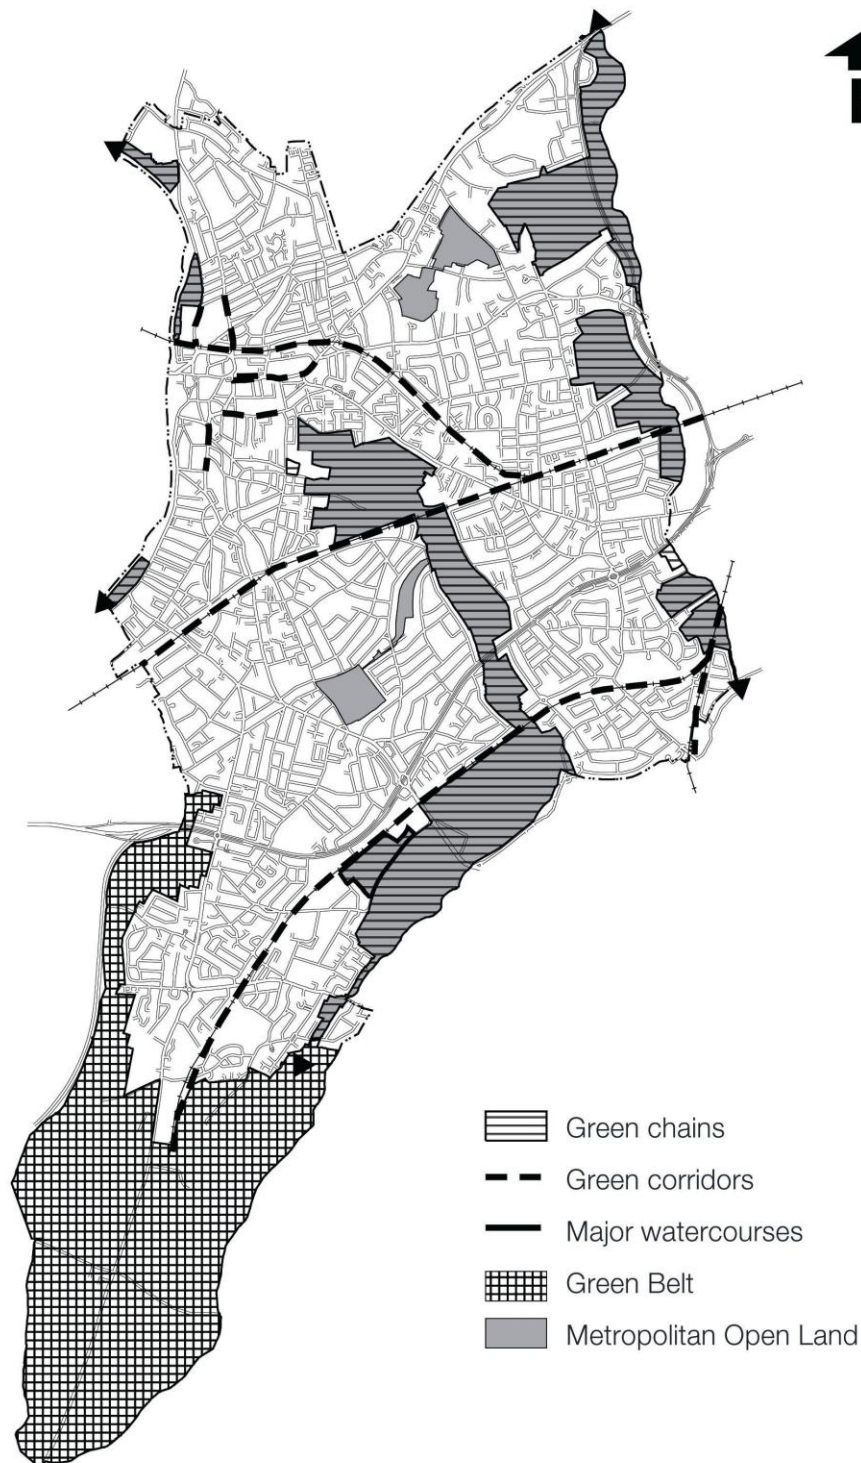 Green chains
Green corridors
Major watercourses
Green Belt
Metropolitan Open Land